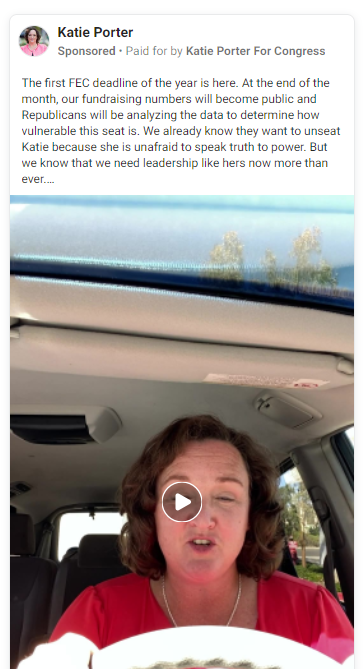 Katie Porter
Sponsored • Paid for by Katie Porter For Congress
The first FEC deadline of the year is here. At the end of the
month, our fundraising numbers will become public and
Republicans will be analyzing the data to determine how
vulnerable this seat is. We already know they want to unseat
Katie because she is unafraid to speak truth to power. But
we know that we need leadership like hers now more than
ever....